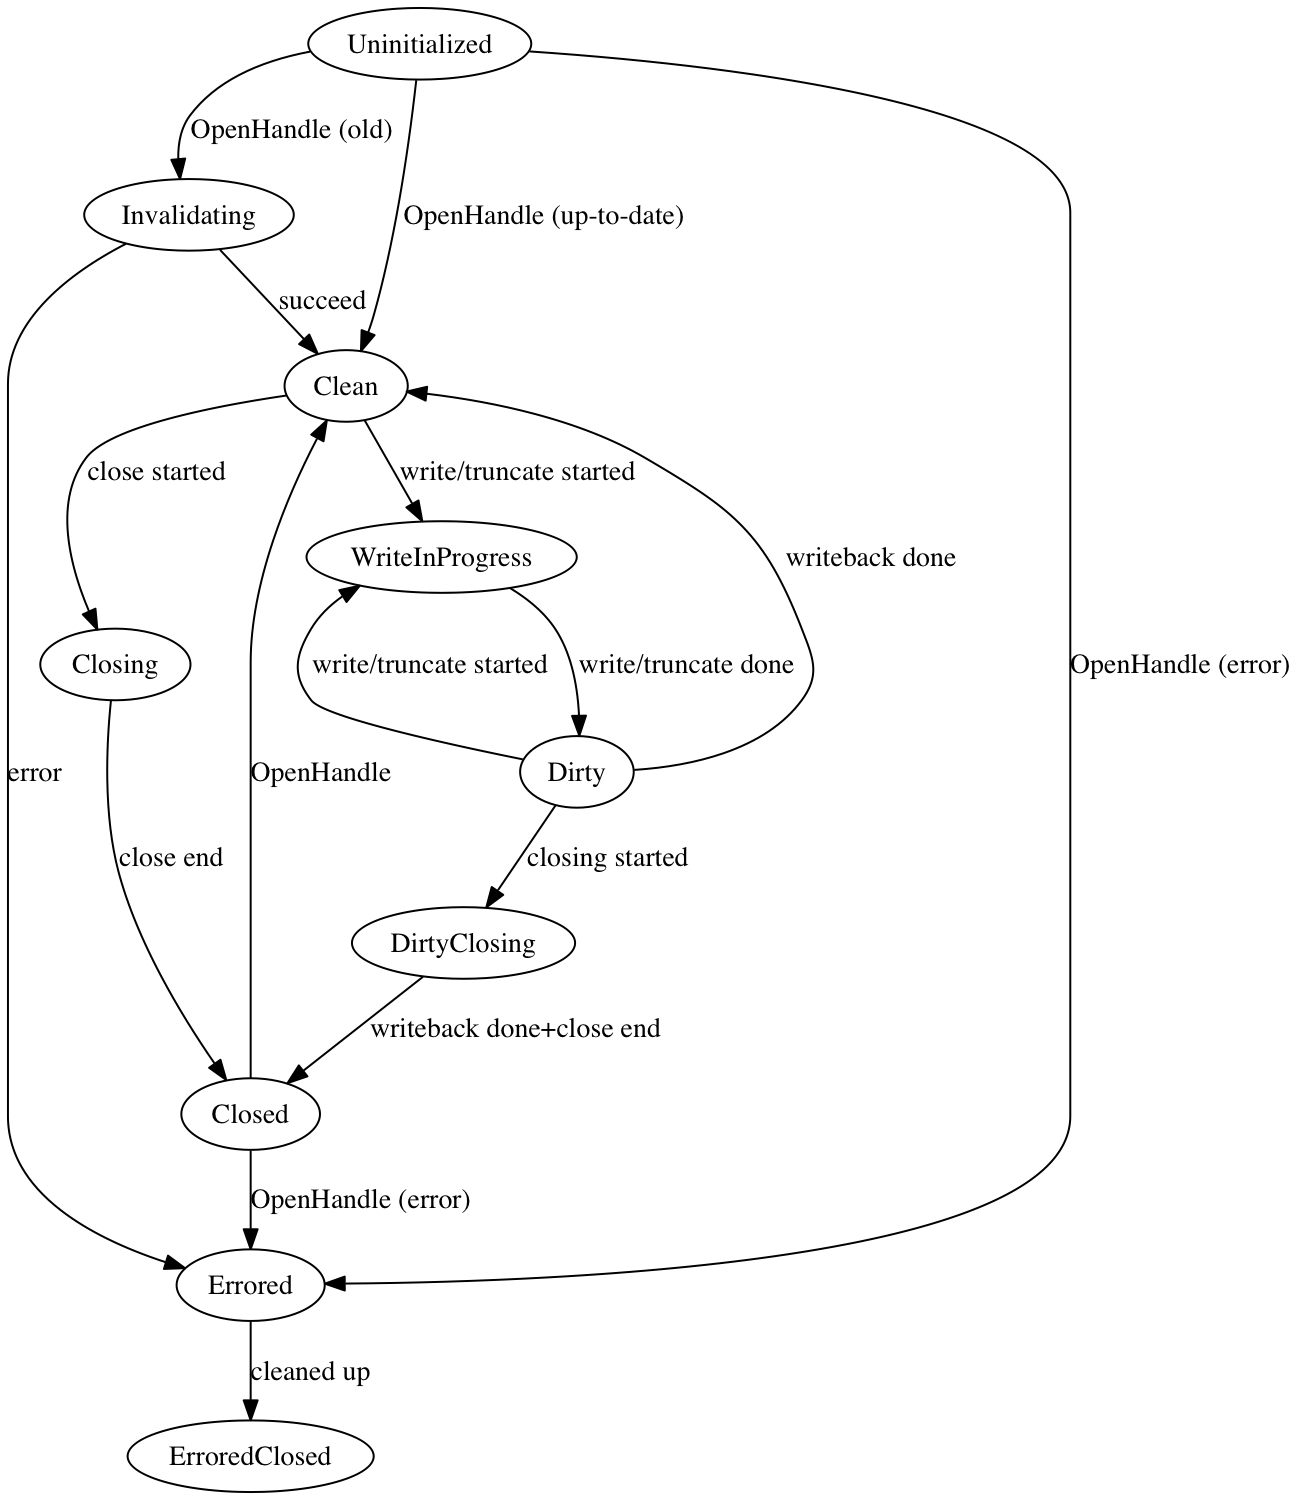 Uninitialized
OpenHandle (old)
Invalidating
OpenHandle (up-to-date)
succeed
Clean
close started
write/truncate started
WriteInProgress
writeback done
Closing
write/truncate started
write/truncate done
OpenHandle (error)
error
OpenHandle
Dirty
close end
closing started
DirtyClosing
writeback done+close end
Closed
OpenHandle (error)
Errored
cleaned up
ErroredClosed